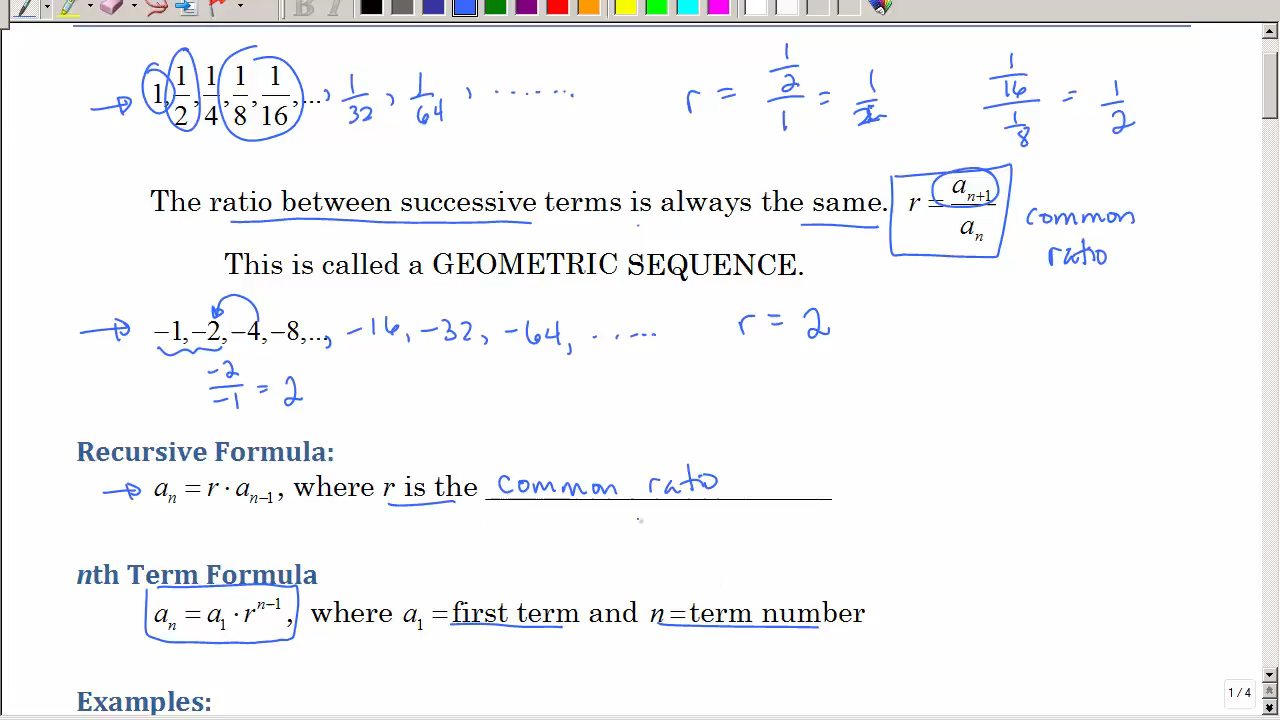 → 1, 1/2, 1/4, 1/8, 1/16, ..., 1/32, 1/64, ......
r = (1/2)/1 = 1/2
(1/16)/(1/8) = 1/2
The ratio between successive terms is always the same. r = a_{n+1}/a_n
common
ratio
This is called a GEOMETRIC SEQUENCE.
→ −1, −2, −4, −8, ..., −16, −32, −64, ......
r = 2
−2/−1 = 2
Recursive Formula:
→ a_n = r · a_{n−1}, where r is the common ratio
nth Term Formula
a_n = a_1 · r^{n−1}, where a_1 = first term and n = term number
Examples:
1 / 4